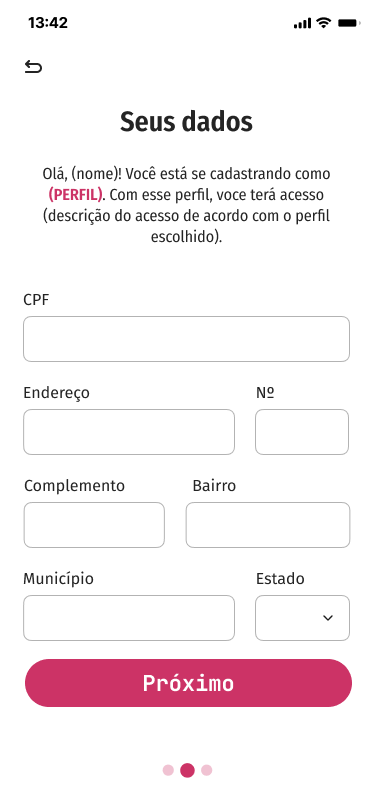 13:42
Seus dados
Olá, (nome)! Você está se cadastrando como
(PERFIL). Com esse perfil, voce terá acesso
(descrição do acesso de acordo com o perfil
escolhido).
CPF
Endereço Nº
Complemento Bairro
Município Estado
Próximo